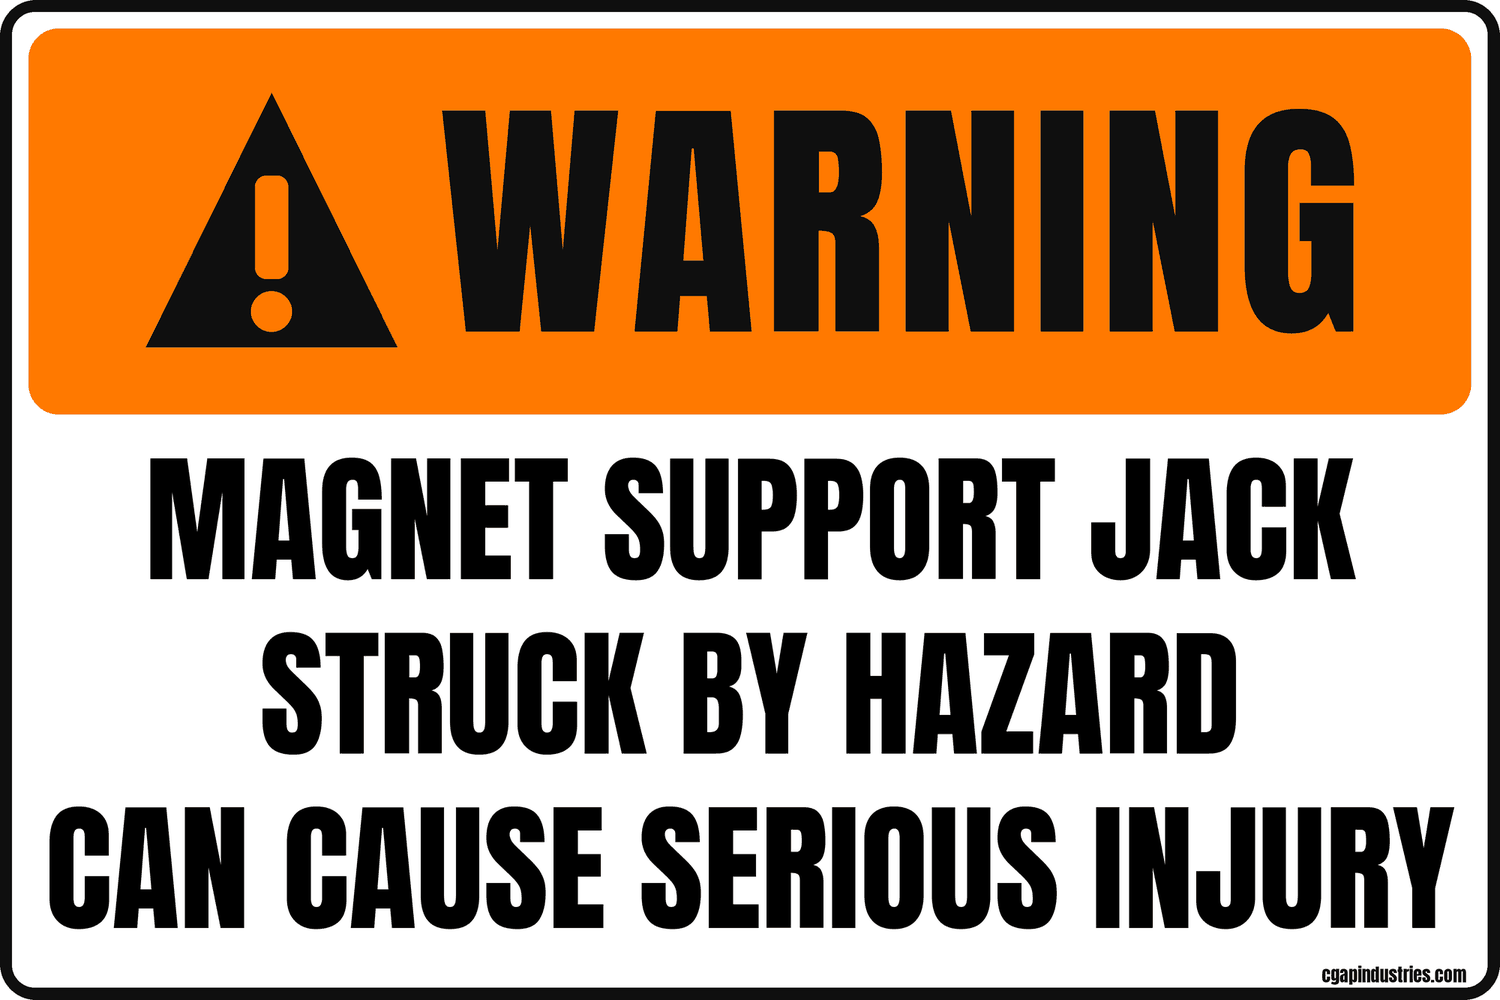 WARNING
MAGNET SUPPORT JACK
STRUCK BY HAZARD
CAN CAUSE SERIOUS INJURY
cgapindustries.com